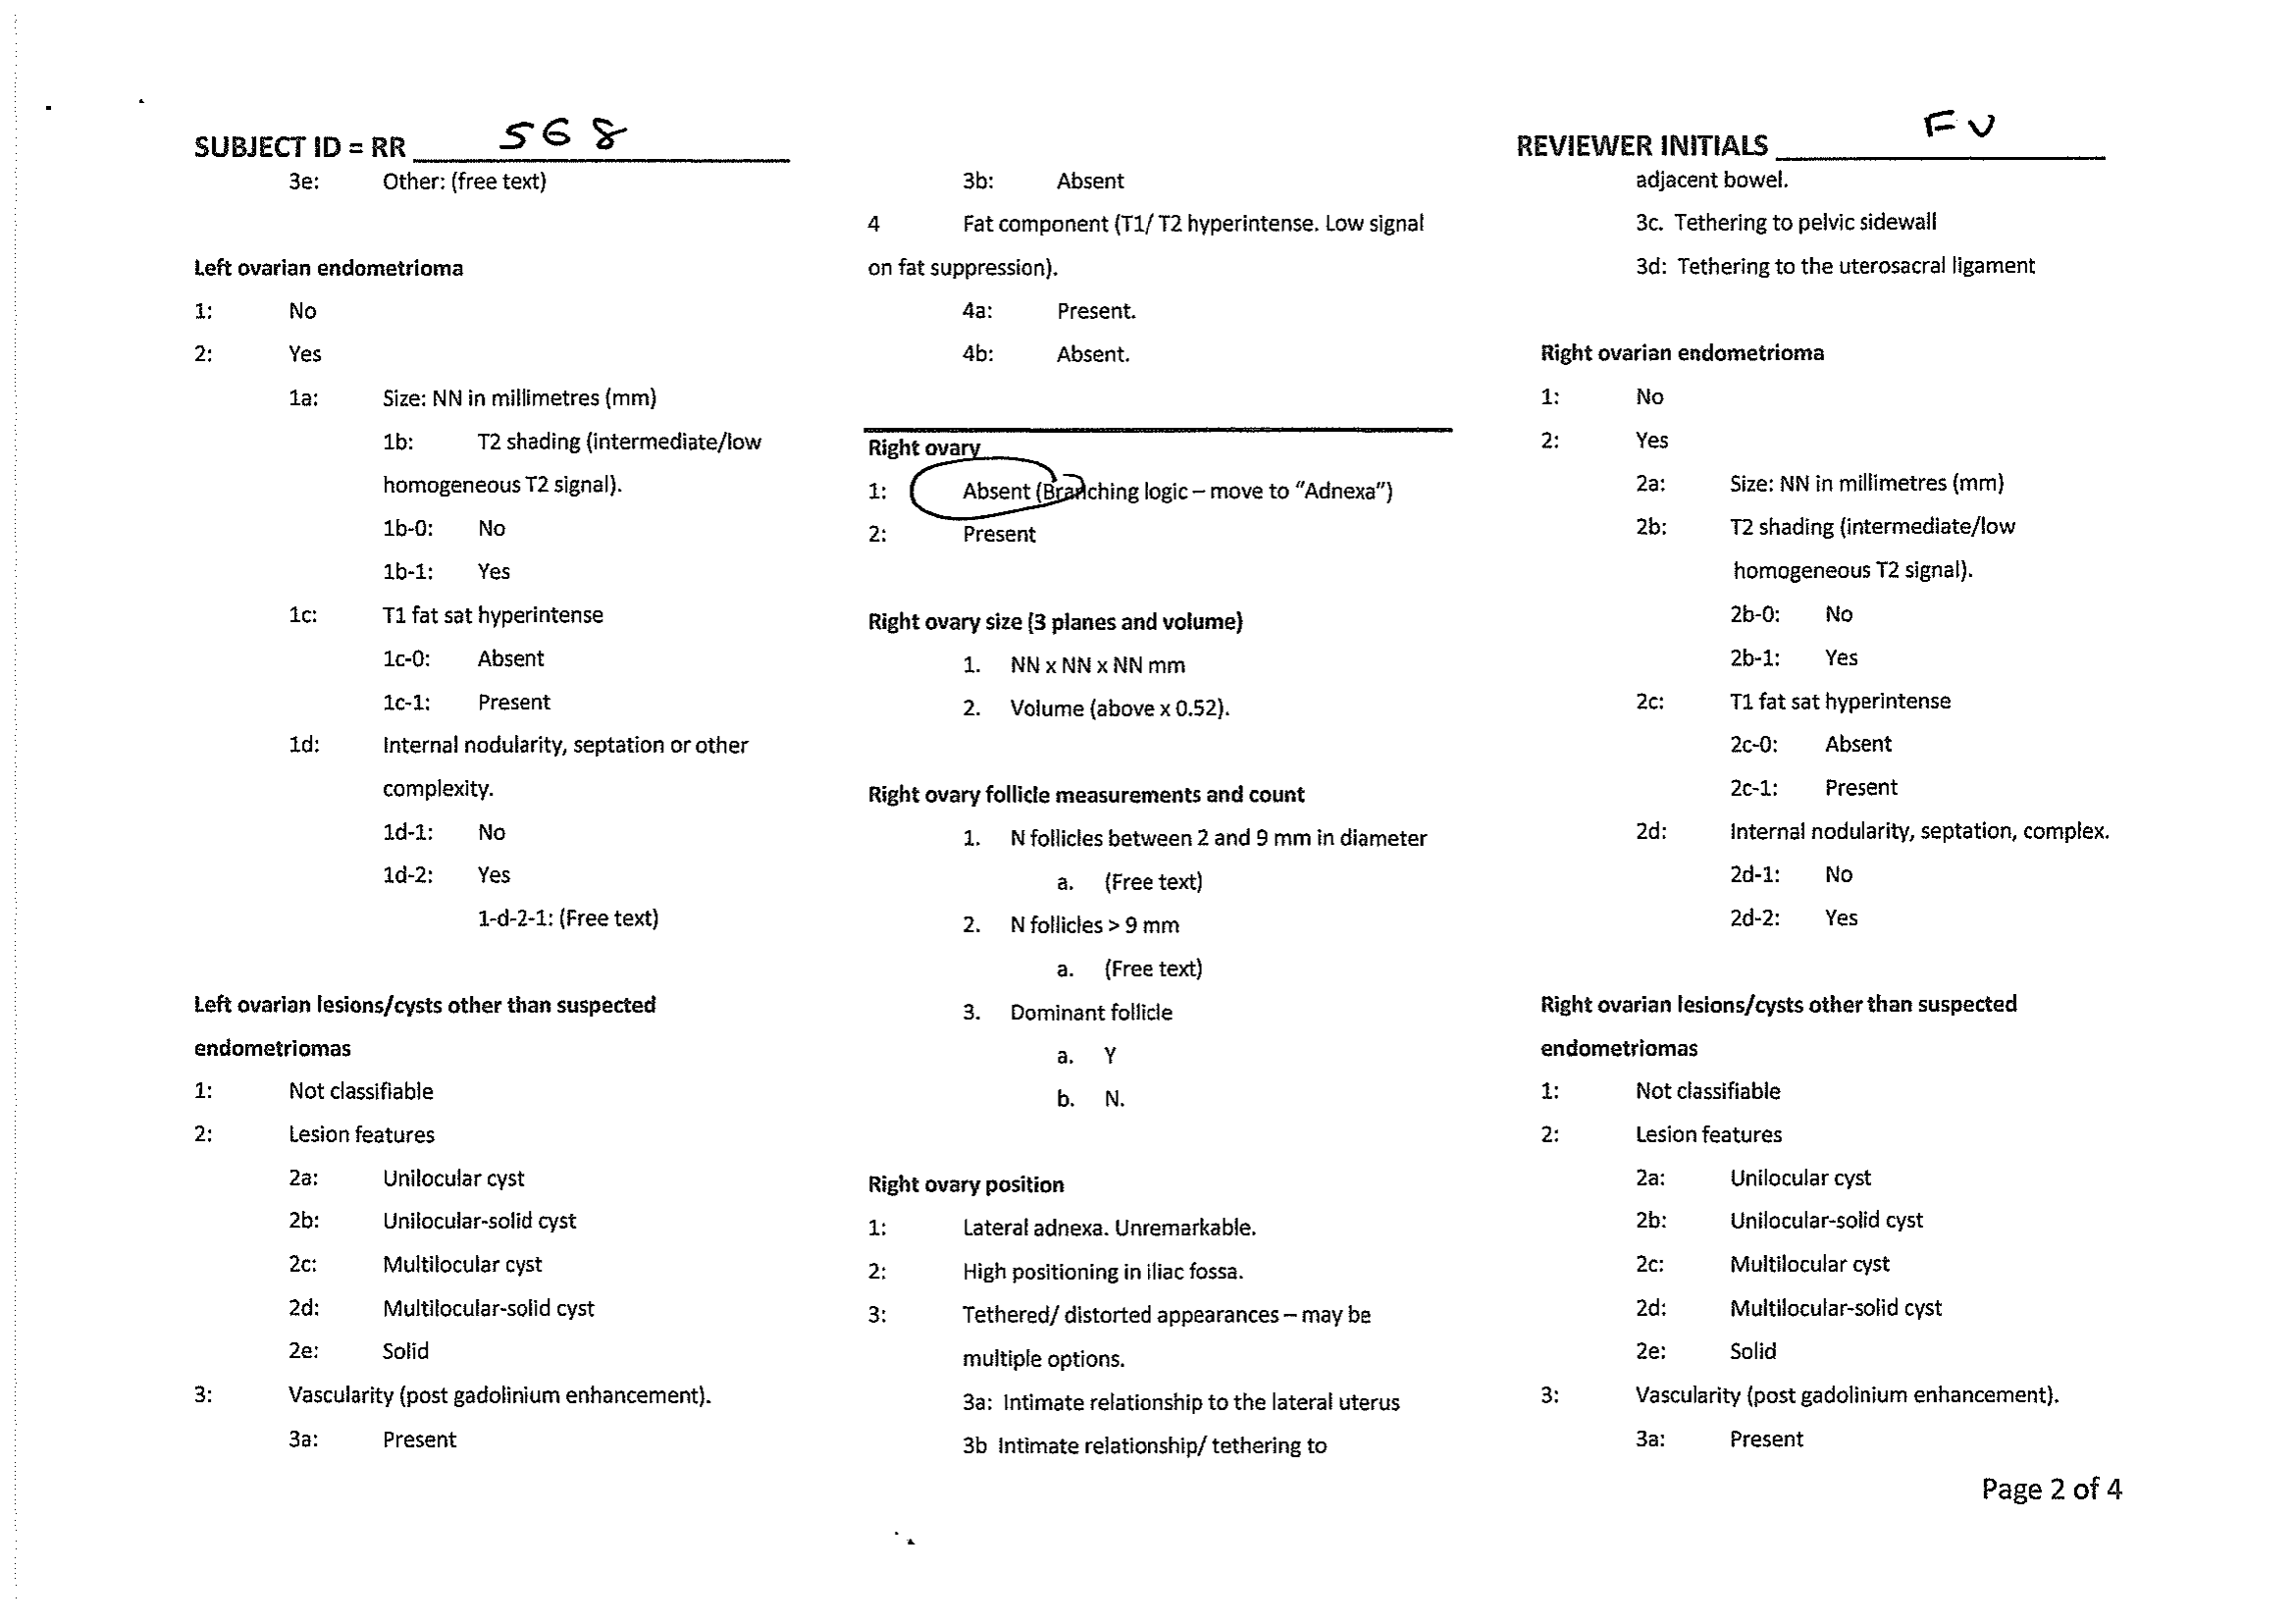 SUBJECT ID = RR 568
REVIEWER INITIALS FV
3e: Other: (free text)
Left ovarian endometrioma
1: No
2: Yes
1a: Size: NN in millimetres (mm)
1b: T2 shading (intermediate/low
homogeneous T2 signal).
1b-0: No
1b-1: Yes
1c: T1 fat sat hyperintense
1c-0: Absent
1c-1: Present
1d: Internal nodularity, septation or other
complexity.
1d-1: No
1d-2: Yes
1-d-2-1: (Free text)
Left ovarian lesions/cysts other than suspected
endometriomas
1: Not classifiable
2: Lesion features
2a: Unilocular cyst
2b: Unilocular-solid cyst
2c: Multilocular cyst
2d: Multilocular-solid cyst
2e: Solid
3: Vascularity (post gadolinium enhancement).
3a: Present
3b: Absent
4 Fat component (T1/ T2 hyperintense. Low signal
on fat suppression).
4a: Present.
4b: Absent.
Right ovary
1: Absent (Branching logic – move to "Adnexa")
2: Present
Right ovary size (3 planes and volume)
1. NN x NN x NN mm
2. Volume (above x 0.52).
Right ovary follicle measurements and count
1. N follicles between 2 and 9 mm in diameter
a. (Free text)
2. N follicles > 9 mm
a. (Free text)
3. Dominant follicle
a. Y
b. N.
Right ovary position
1: Lateral adnexa. Unremarkable.
2: High positioning in iliac fossa.
3: Tethered/ distorted appearances – may be
multiple options.
3a: Intimate relationship to the lateral uterus
3b Intimate relationship/ tethering to
adjacent bowel.
3c. Tethering to pelvic sidewall
3d: Tethering to the uterosacral ligament
Right ovarian endometrioma
1: No
2: Yes
2a: Size: NN in millimetres (mm)
2b: T2 shading (intermediate/low
homogeneous T2 signal).
2b-0: No
2b-1: Yes
2c: T1 fat sat hyperintense
2c-0: Absent
2c-1: Present
2d: Internal nodularity, septation, complex.
2d-1: No
2d-2: Yes
Right ovarian lesions/cysts other than suspected
endometriomas
1: Not classifiable
2: Lesion features
2a: Unilocular cyst
2b: Unilocular-solid cyst
2c: Multilocular cyst
2d: Multilocular-solid cyst
2e: Solid
3: Vascularity (post gadolinium enhancement).
3a: Present
Page 2 of 4